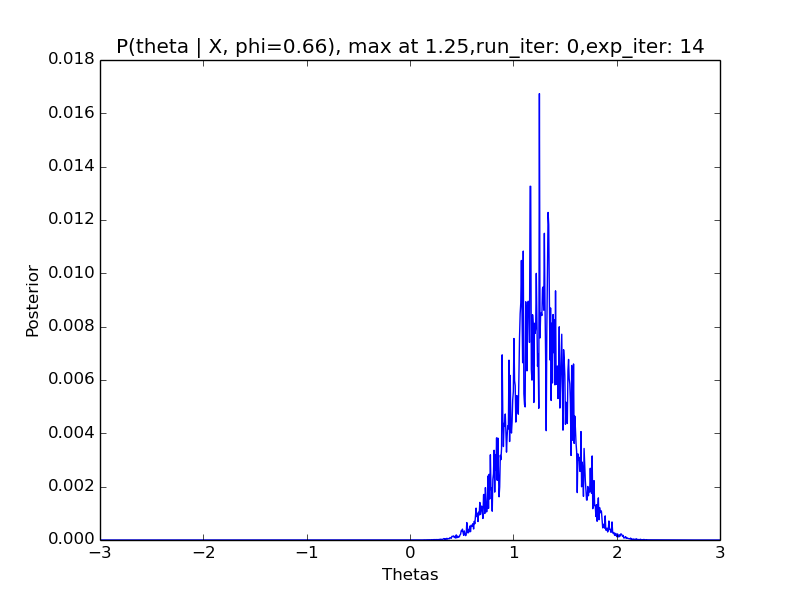 P(theta | X, phi=0.66), max at 1.25,run_iter: 0,exp_iter: 14
0.018
0.016
0.014
0.012
0.010
0.008
0.006
0.004
0.002
0.000
Posterior
−3 −2 −1 0 1 2 3
Thetas